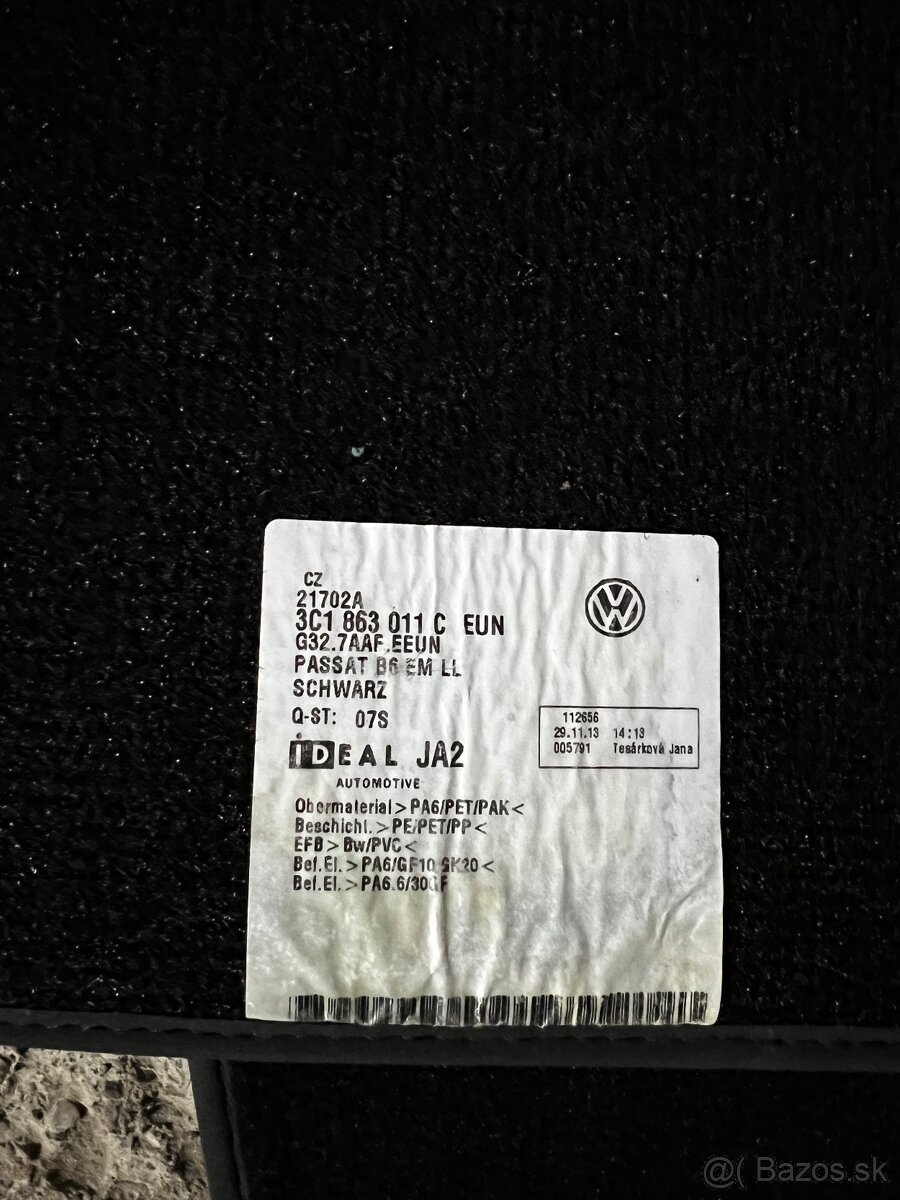 CZ
21702A
3C1 863 011 C EUN
G32.7AAF.EEUN
PASSAT B6 EM LL
SCHWARZ
Q-ST: 07S
112656
29.11.13 14:13
005791 Tesárková Jana
iDEAL JA2
AUTOMOTIVE
Obermaterial>PA6/PET/PAK<
Beschicht.>PE/PET/PP<
EFB>Bw/PVC<
Bef.El.>PA6/GF10 GK20<
Bef.El.>PA6.6/30GF
@( Bazos.sk